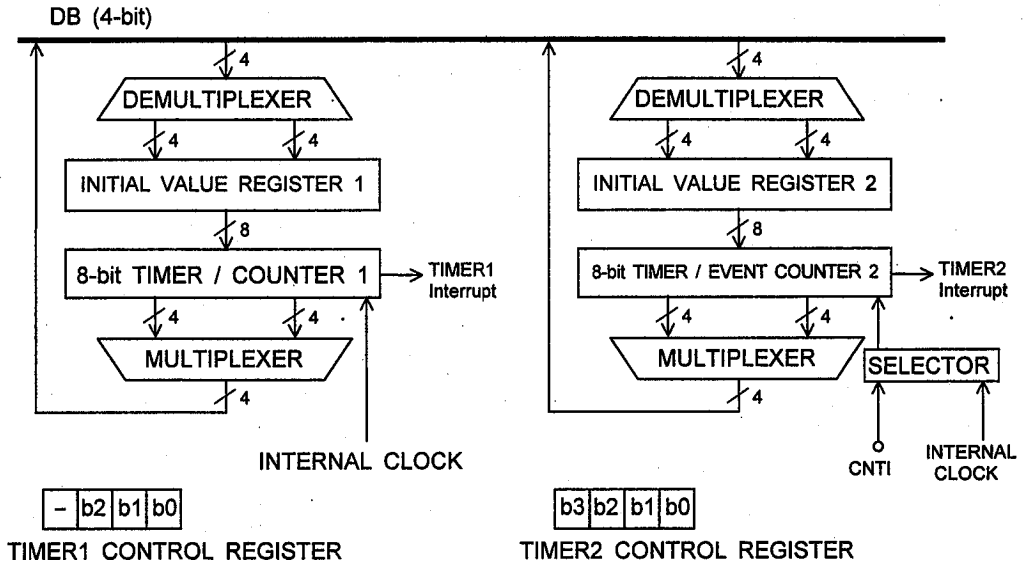 DB (4-bit)
4
DEMULTIPLEXER
4 4
INITIAL VALUE REGISTER 1
8
8-bit TIMER / COUNTER 1
TIMER1
Interrupt
4 4
MULTIPLEXER
4
INTERNAL CLOCK
- b2 b1 b0
TIMER1 CONTROL REGISTER
4
DEMULTIPLEXER
4 4
INITIAL VALUE REGISTER 2
8
8-bit TIMER / EVENT COUNTER 2
TIMER2
Interrupt
4 4
MULTIPLEXER
SELECTOR
4
CNTI
INTERNAL
CLOCK
b3 b2 b1 b0
TIMER2 CONTROL REGISTER